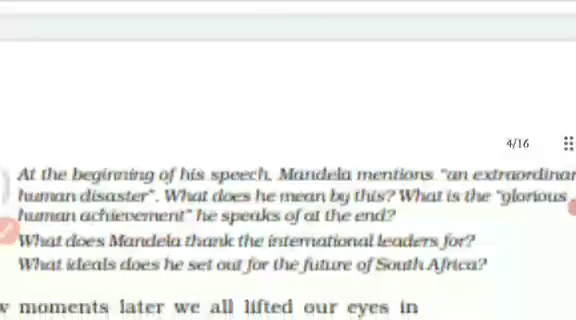 4/16
At the beginning of his speech, Mandela mentions "an extraordinar
human disaster". What does he mean by this? What is the "glorious
human achievement" he speaks of at the end?
What does Mandela thank the international leaders for?
What ideals does he set out for the future of South Africa?
w moments later we all lifted our eyes in